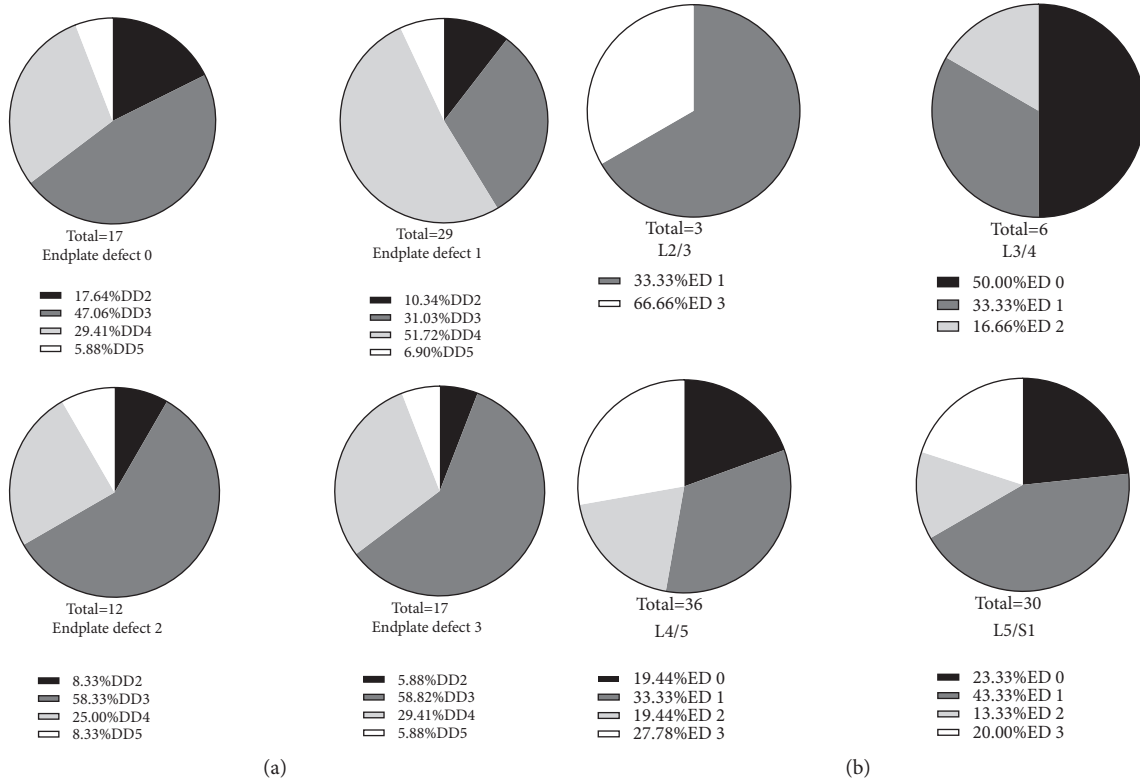 Total=17
Endplate defect 0
17.64%DD2
47.06%DD3
29.41%DD4
5.88%DD5
Total=29
Endplate defect 1
10.34%DD2
31.03%DD3
51.72%DD4
6.90%DD5
Total=12
Endplate defect 2
8.33%DD2
58.33%DD3
25.00%DD4
8.33%DD5
Total=17
Endplate defect 3
5.88%DD2
58.82%DD3
29.41%DD4
5.88%DD5
(a)
Total=3
L2/3
33.33%ED 1
66.66%ED 3
Total=6
L3/4
50.00%ED 0
33.33%ED 1
16.66%ED 2
Total=36
L4/5
19.44%ED 0
33.33%ED 1
19.44%ED 2
27.78%ED 3
Total=30
L5/S1
23.33%ED 0
43.33%ED 1
13.33%ED 2
20.00%ED 3
(b)